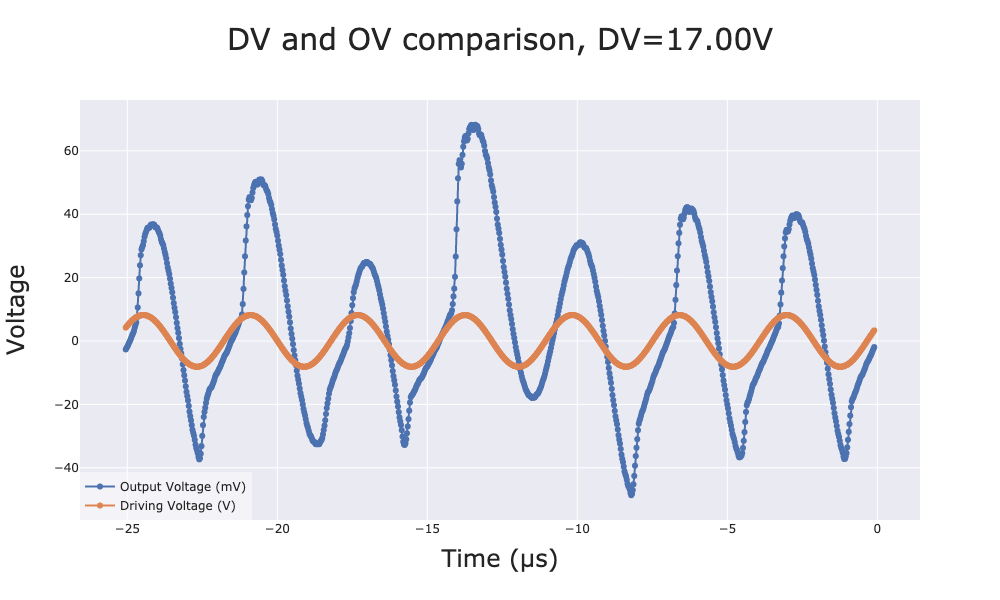 DV and OV comparison, DV=17.00V
Voltage
60
40
20
0
−20
−40
Output Voltage (mV)
Driving Voltage (V)
−25
−20
−15
−10
−5
0
Time (μs)